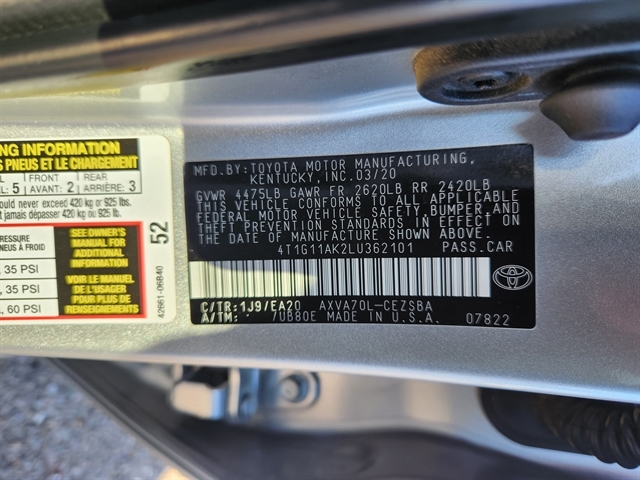 ING INFORMATION
PNEUS ET LE CHARGEMENT
5 FRONT AVANT: 2 REAR ARRIÈRE: 3
ould never exceed 420 kg or 925 lbs.
t jamais dépasser 420 kg ou 925 lbs.
PRESSURE
PNEUS À FROID
, 35 PSI
, 35 PSI
, 60 PSI
SEE OWNER'S
MANUAL FOR
ADDITIONAL
INFORMATION
VOIR LE MANUEL
DE L'USAGER
POUR PLUS DE
RENSEIGNEMENTS
52
42661-06B40
MFD.BY:TOYOTA MOTOR MANUFACTURING,
KENTUCKY,INC.03/20
GVWR 4475LB GAWR FR 2620LB RR 2420LB
THIS VEHICLE CONFORMS TO ALL APPLICABLE
FEDERAL MOTOR VEHICLE SAFETY,BUMPER,AND
THEFT PREVENTION STANDARDS IN EFFECT ON
THE DATE OF MANUFACTURE SHOWN ABOVE.
4T1G11AK2LU362101 PASS.CAR
C/TR:1J9/EA20 AXVA70L-CEZSBA
A/TM: /UB80E MADE IN U.S.A. 07822
TOYOTA